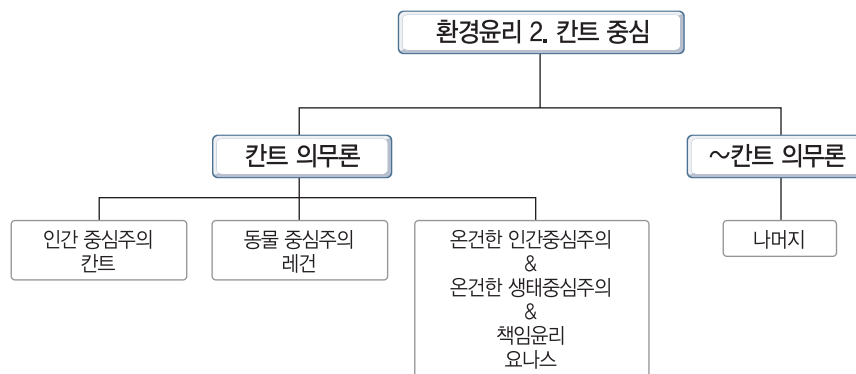 환경윤리 2. 칸트 중심
칸트 의무론
~칸트 의무론
인간 중심주의
칸트
동물 중심주의
레건
온건한 인간중심주의
&
온건한 생태중심주의
&
책임윤리
요나스
나머지